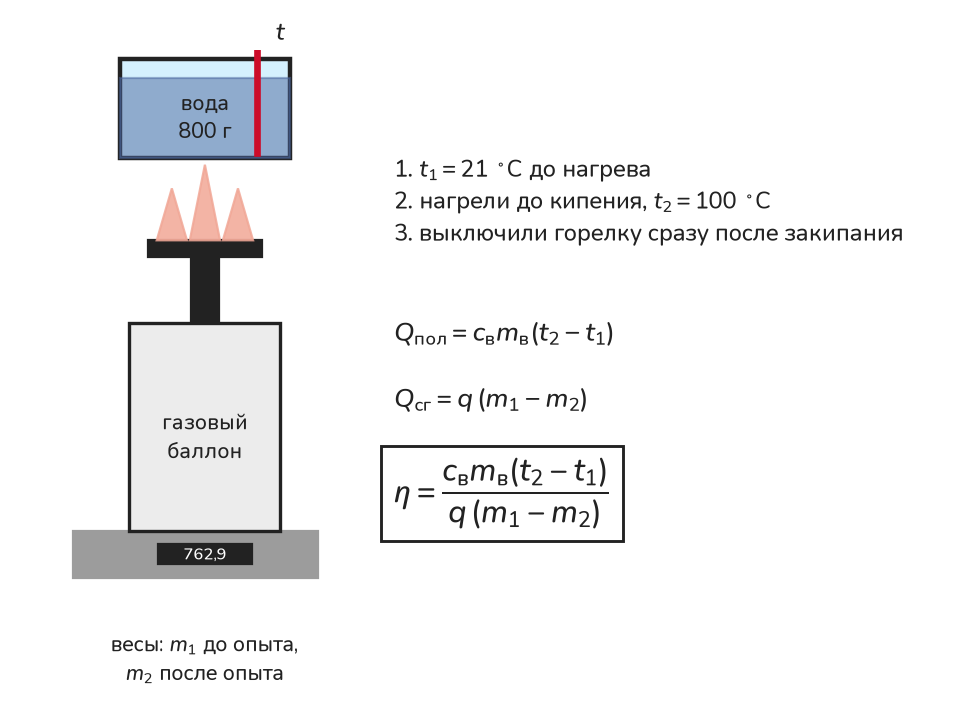 t
вода
800 г
1. t₁ = 21 °C до нагрева
2. нагрели до кипения, t₂ = 100 °C
3. выключили горелку сразу после закипания
Qпол = cвmв(t₂ − t₁)
Qсг = q (m₁ − m₂)
η = cвmв(t₂ − t₁) / q (m₁ − m₂)
газовый
баллон
762,9
весы: m₁ до опыта,
m₂ после опыта